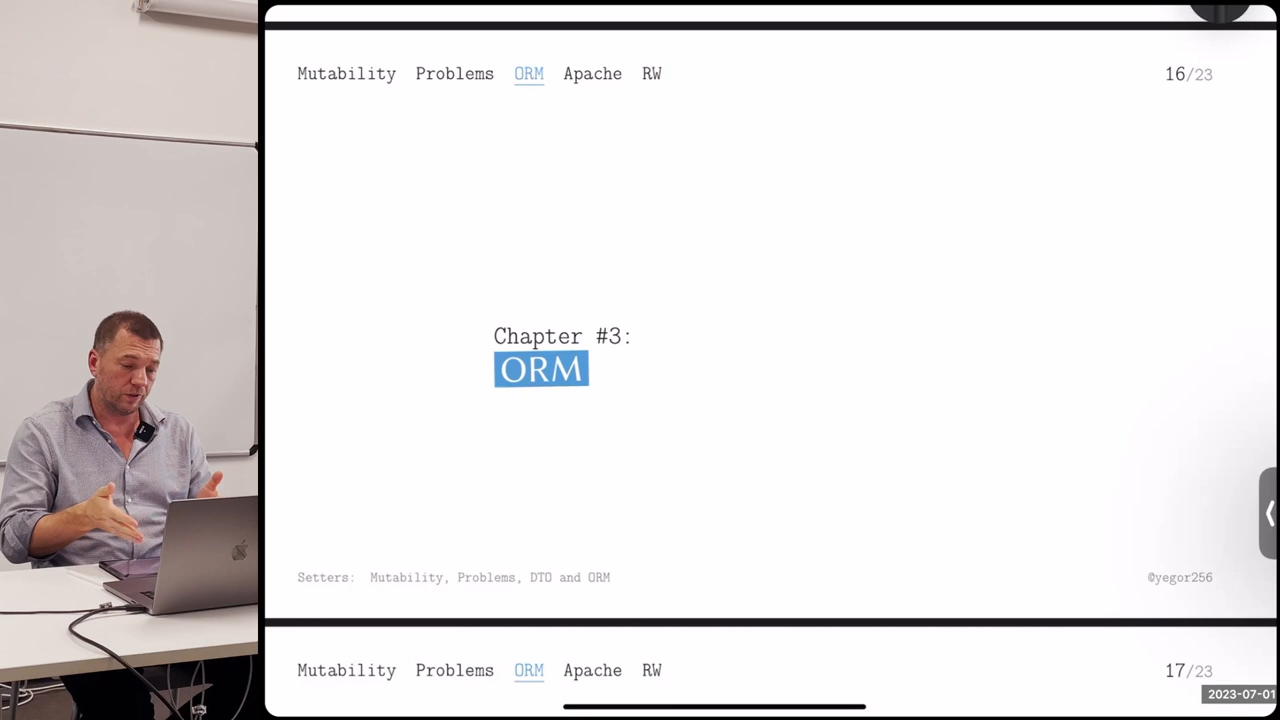 Mutability Problems ORM Apache RW 16/23
Chapter #3:
ORM
Setters: Mutability, Problems, DTO and ORM @yegor256
Mutability Problems ORM Apache RW 17/23
2023-07-01